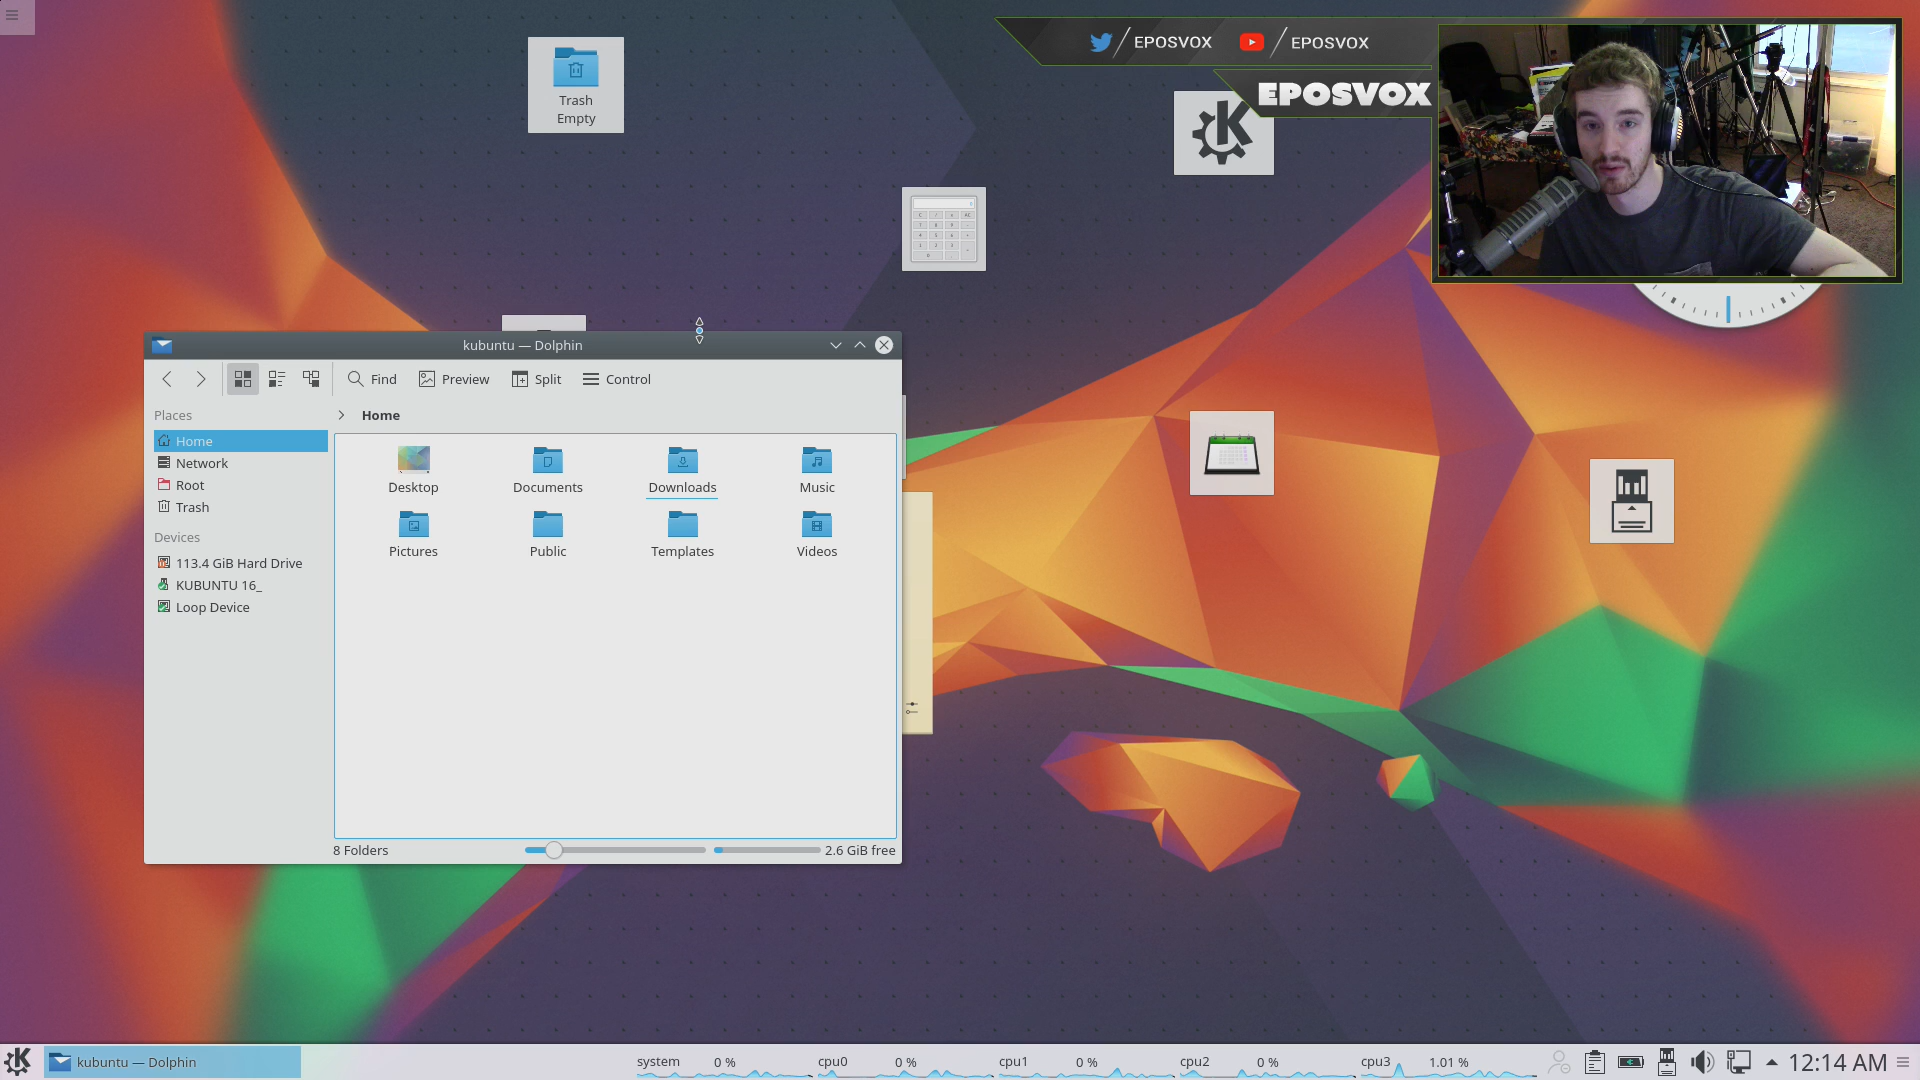 Trash
Empty
EPOSVOX
EPOSVOX
EPOSVOX
kubuntu — Dolphin
Find
Preview
Split
Control
Places
Home
Home
Network
Root
Trash
Devices
113.4 GiB Hard Drive
KUBUNTU 16_
Loop Device
Desktop
Documents
Downloads
Music
Pictures
Public
Templates
Videos
8 Folders
2.6 GiB free
kubuntu — Dolphin
system 0 %
cpu0 0 %
cpu1 0 %
cpu2 0 %
cpu3 1.01 %
12:14 AM